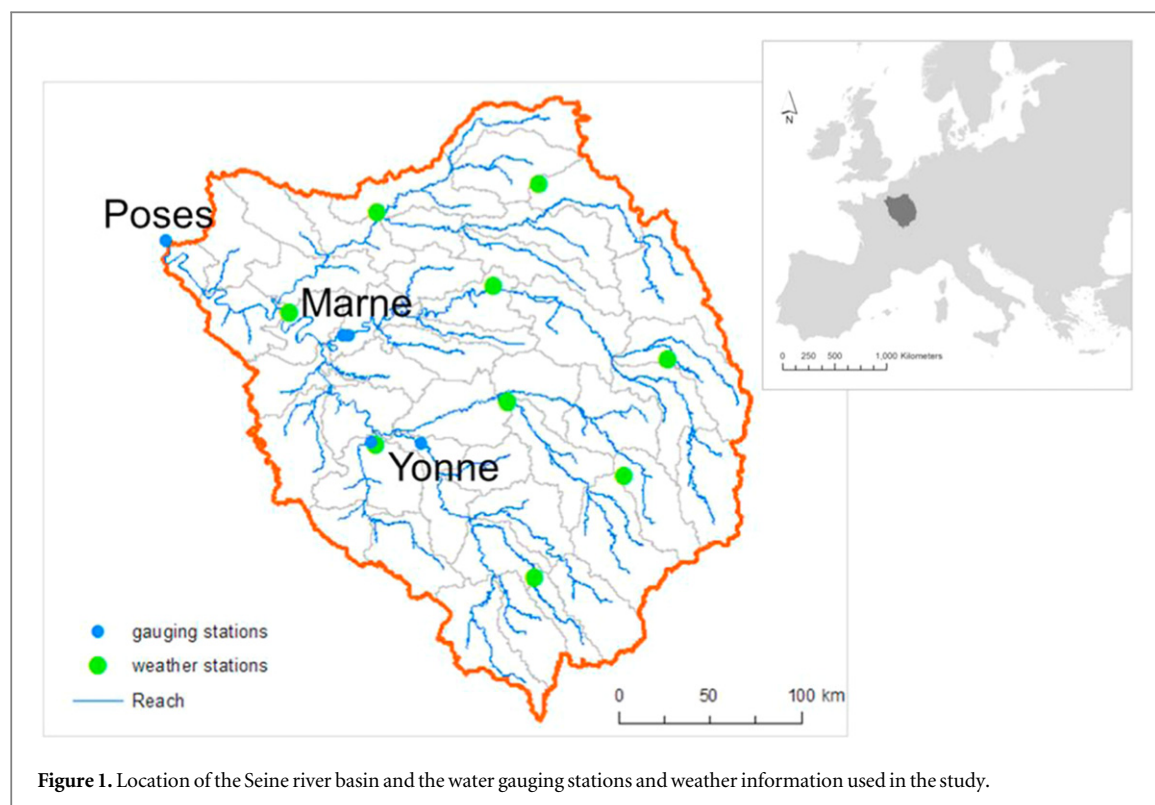 N
0 250 500 1,000 Kilometers
Poses
Marne
Yonne
gauging stations
weather stations
Reach
0 50 100 km
Figure 1. Location of the Seine river basin and the water gauging stations and weather information used in the study.